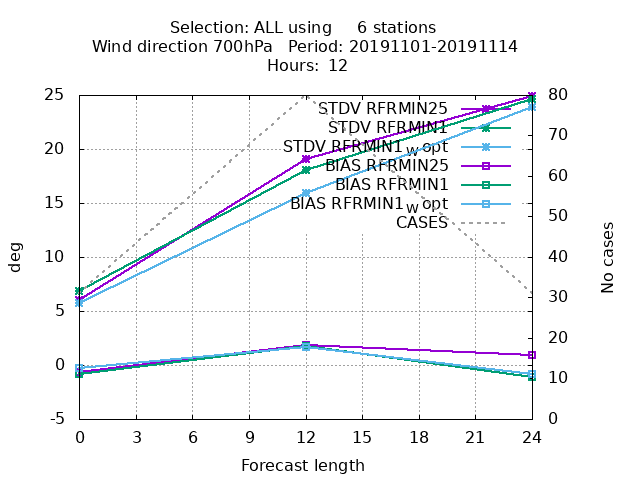 Selection: ALL using 6 stations
Wind direction 700hPa Period: 20191101-20191114
Hours: 12
25 80
STDV RFRMIN25
STDV RFRMIN1
70
20
STDV RFRMIN1_W opt
BIAS RFRMIN25
60
BIAS RFRMIN1
15
BIAS RFRMIN1_W opt
50
CASES
10 40
deg
No cases
30
5
20
0
10
-5 0
0 3 6 9 12 15 18 21 24
Forecast length